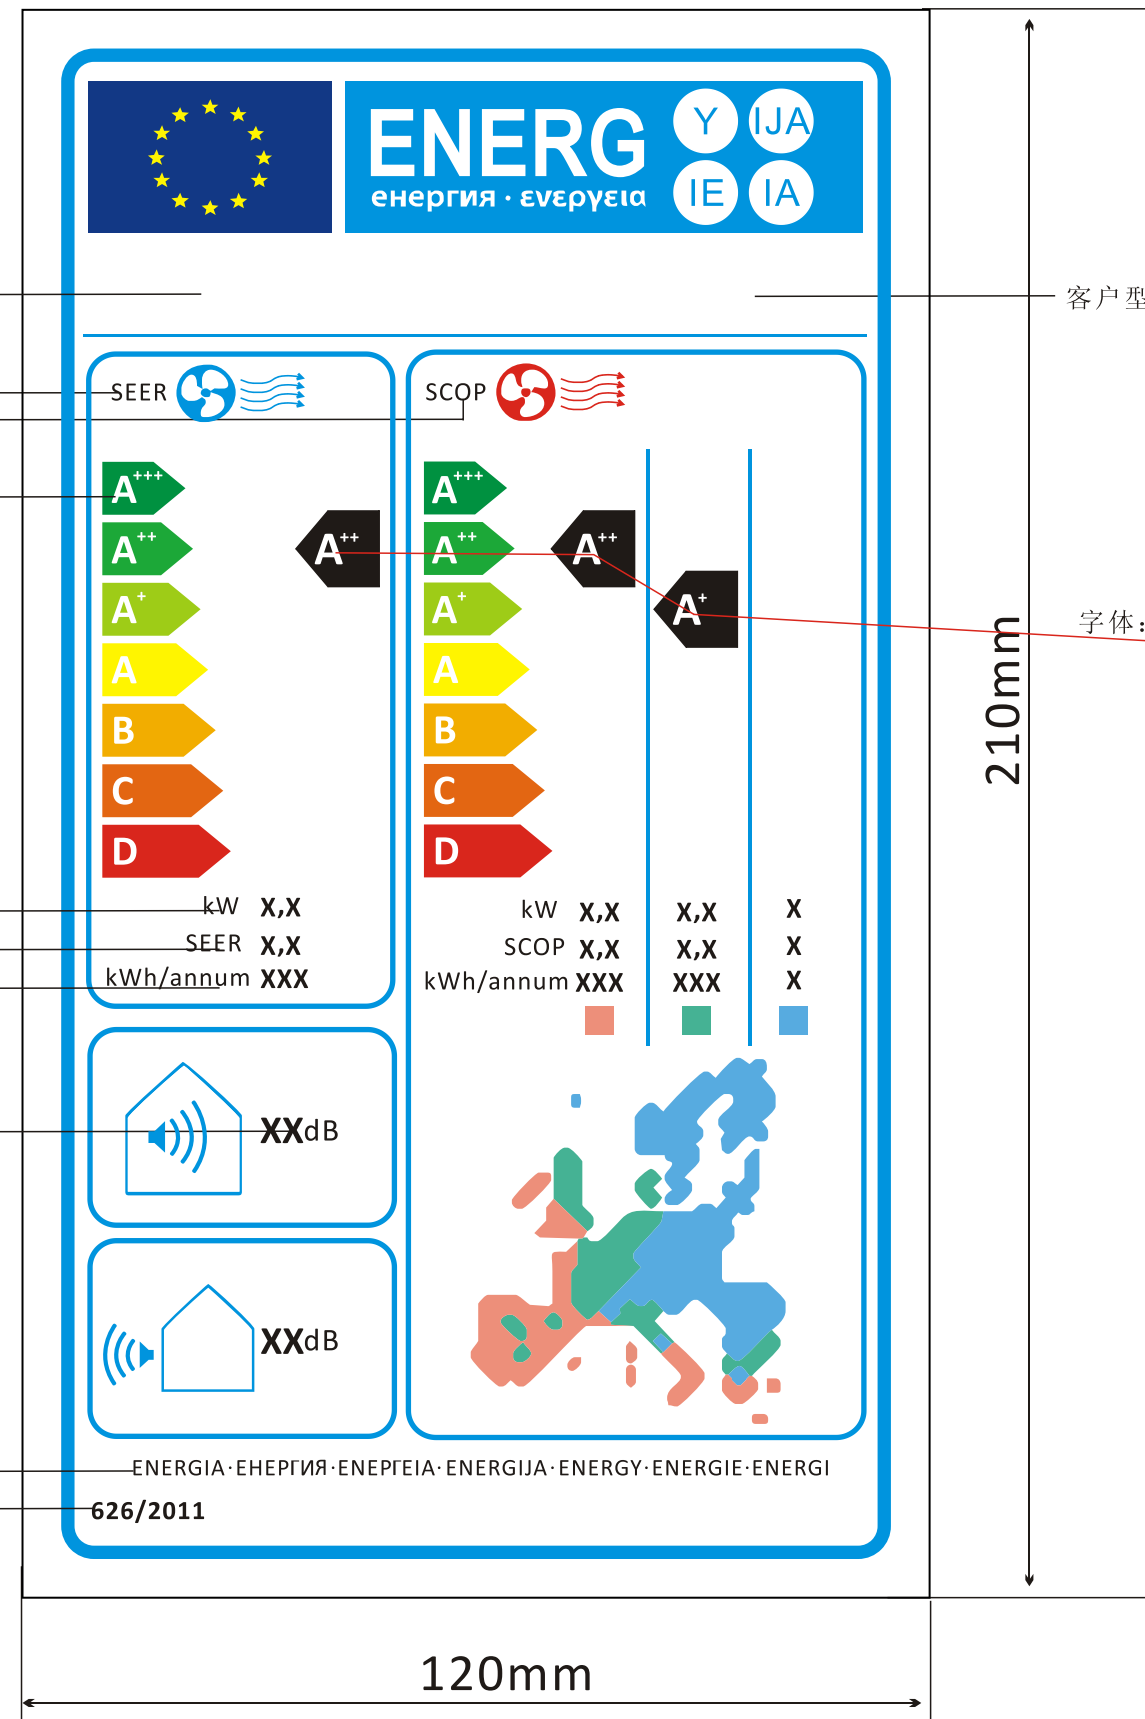 ENERG Y IJA
енергия · ενεργεια IE IA
客户型
SEER
SCOP
A+++
A++
A+
A
B
C
D
A++
A+++
A++
A+
A
B
C
D
A++
A+
字体:
210mm
kW X,X
SEER X,X
kWh/annum XXX
kW X,X X,X X
SCOP X,X X,X X
kWh/annum XXX XXX X
XXdB
XXdB
ENERGIA·ЕНЕРГИЯ·ΕΝΕΡΓΕΙΑ·ENERGIJA·ENERGY·ENERGIE·ENERGI
626/2011
120mm